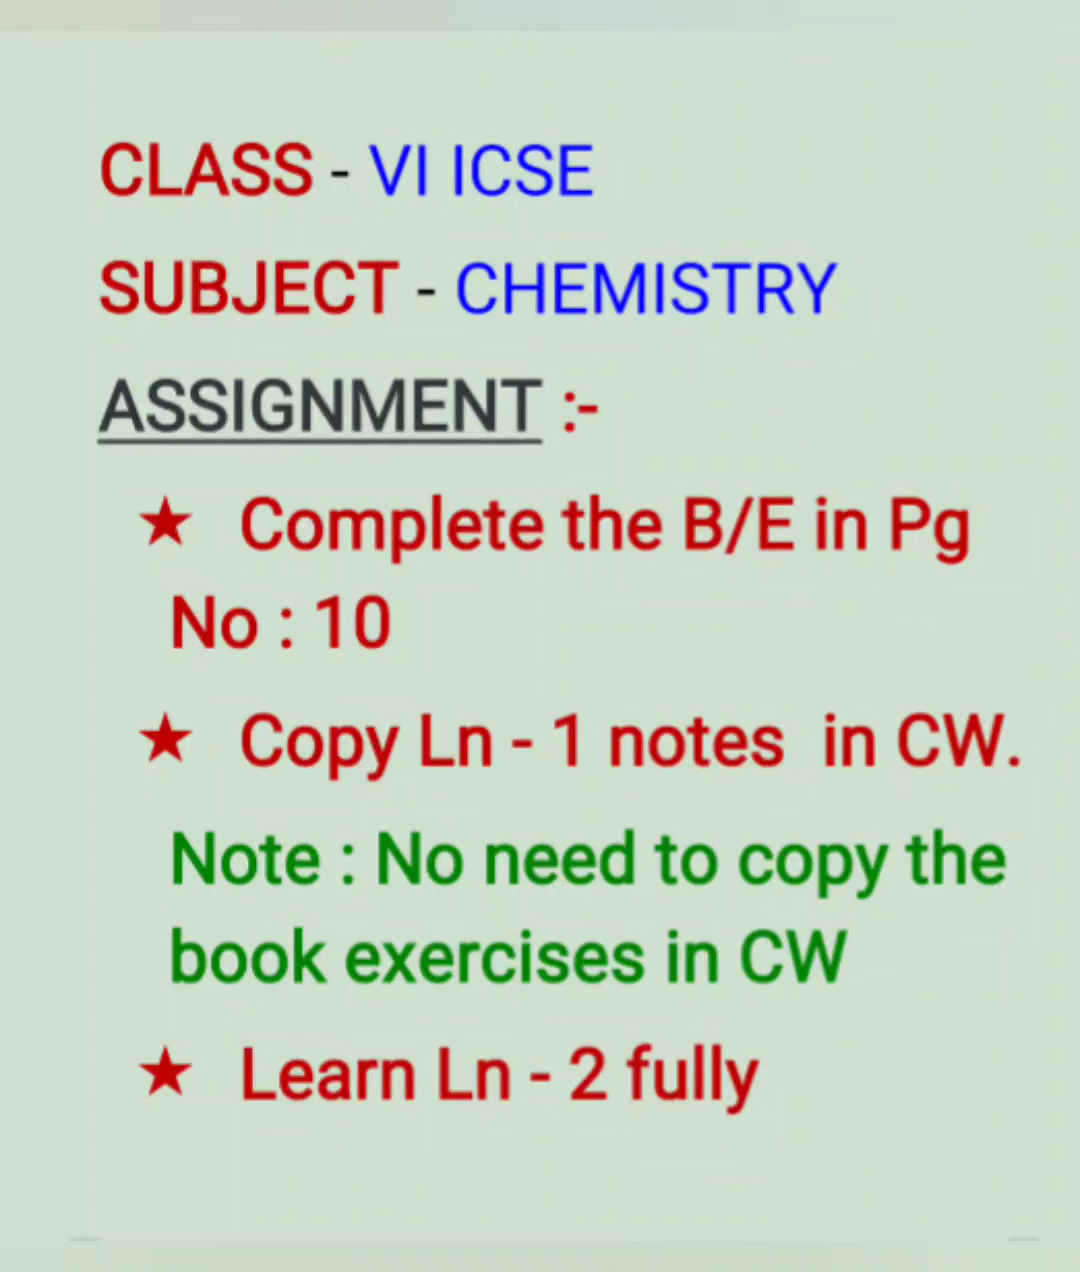 CLASS - VI ICSE
SUBJECT - CHEMISTRY
ASSIGNMENT :-
★ Complete the B/E in Pg
No : 10
★ Copy Ln - 1 notes in CW.
Note : No need to copy the
book exercises in CW
★ Learn Ln - 2 fully